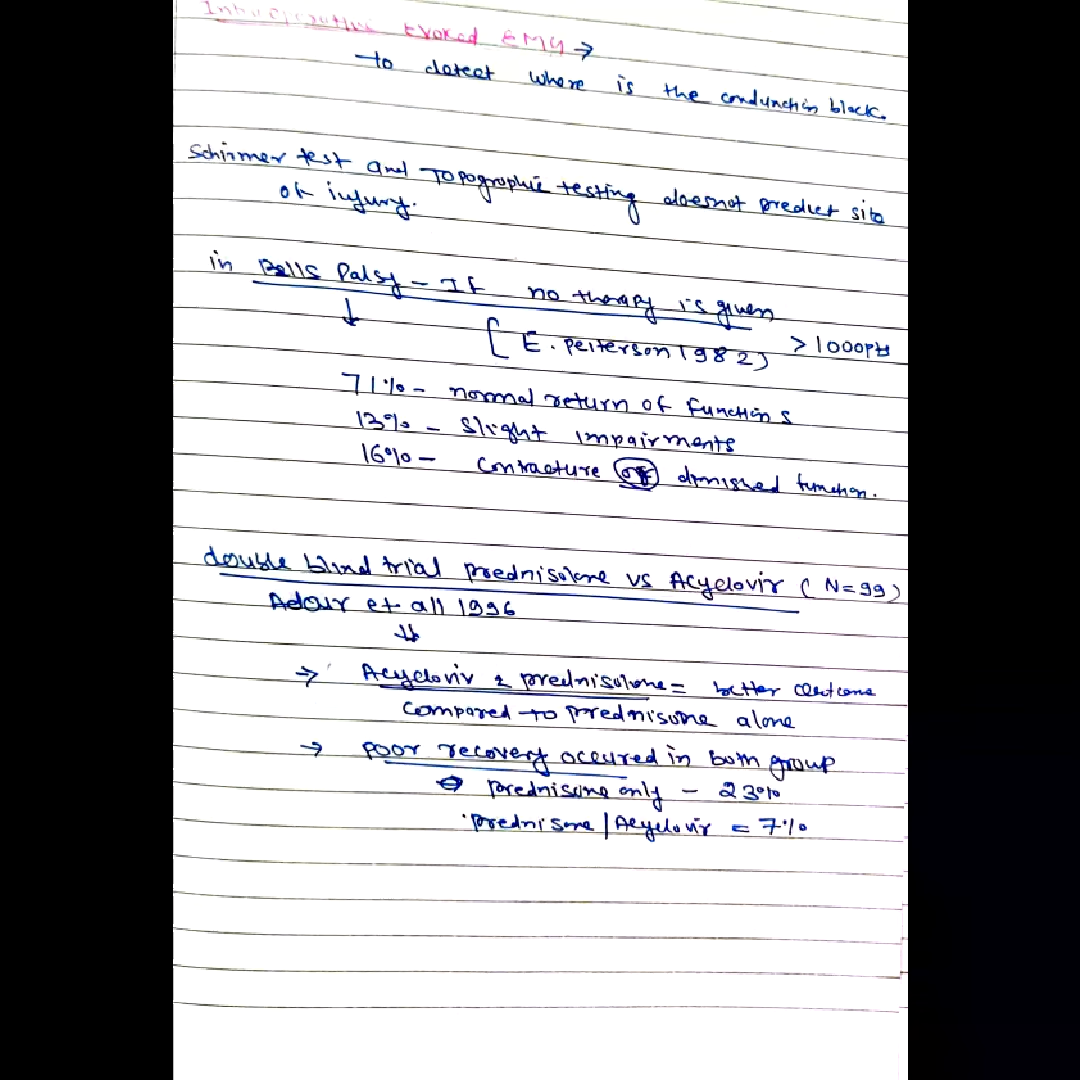 Intraoperative Evoked EMG →
to detect where is the condunction block.
Schirmer test and Topographic testing doesnot predict site
of injury.
in Bells Palsy - If no therapy is given
↓ [ E. peiterson 1982) >1000pts
71% - normal return of functions
13% - Slight impairments
16% - Contracture or diminished function.
double blind trial prednisolone vs Acyclovir ( N=99)
Adour et all 1996
⇓
→ Acyclovir & prednisolone = better outcome
compared to prednisone alone
→ poor recovery occured in both group
prednisone only - 23%
prednisone / Acyclovir = 7%